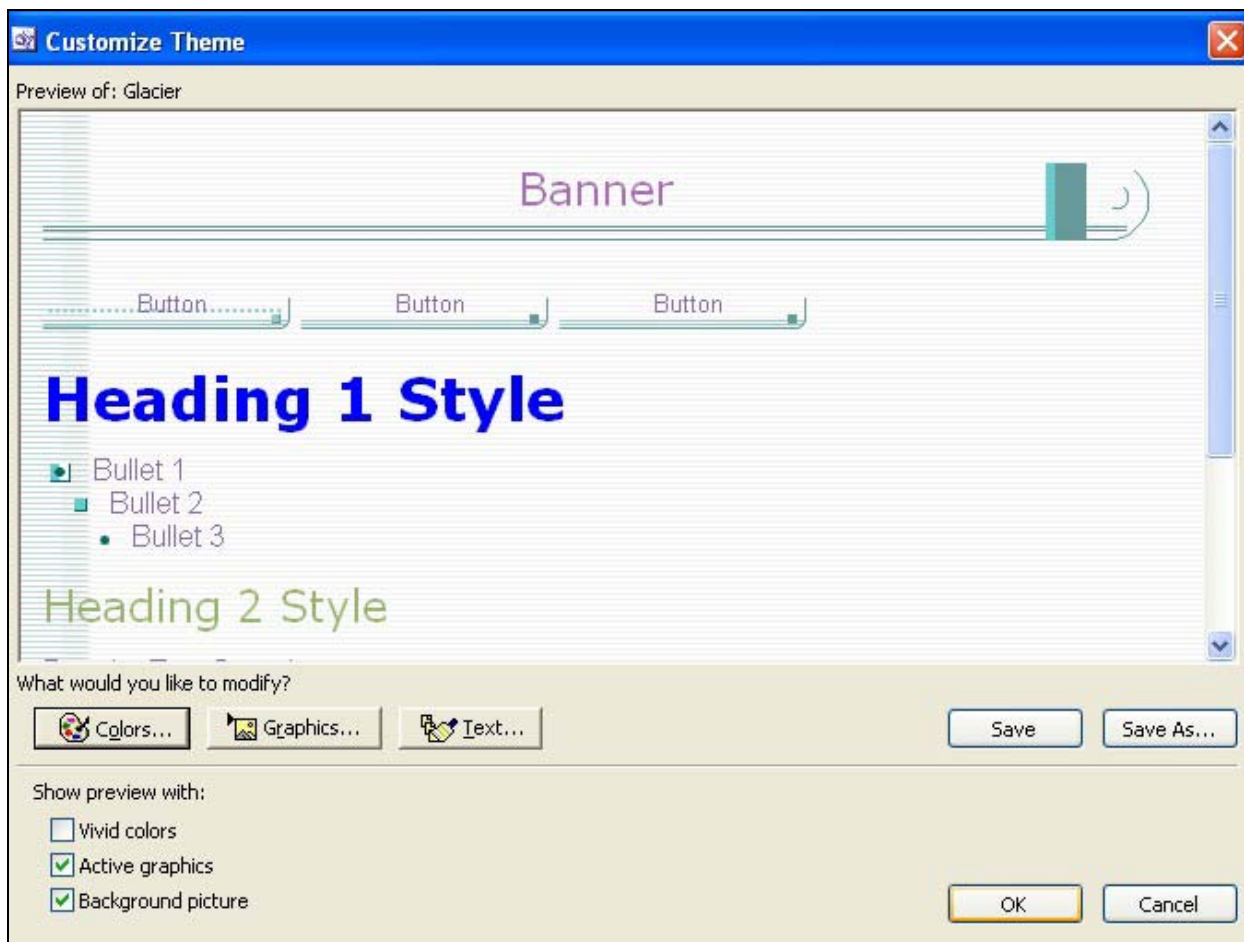 Customize Theme
Preview of: Glacier
Banner
Button Button Button
Heading 1 Style
Bullet 1
Bullet 2
Bullet 3
Heading 2 Style
What would you like to modify?
Colors... Graphics... Text... Save Save As...
Show preview with:
Vivid colors
Active graphics
Background picture
OK Cancel